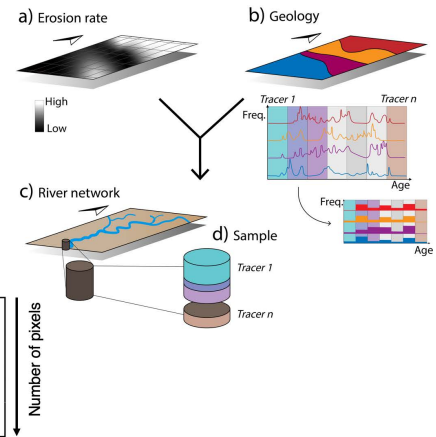 a) Erosion rate
b) Geology
High
Low
Tracer 1
Tracer n
Freq.
Age
Freq.
Age
c) River network
d) Sample
Tracer 1
Tracer n
Number of pixels